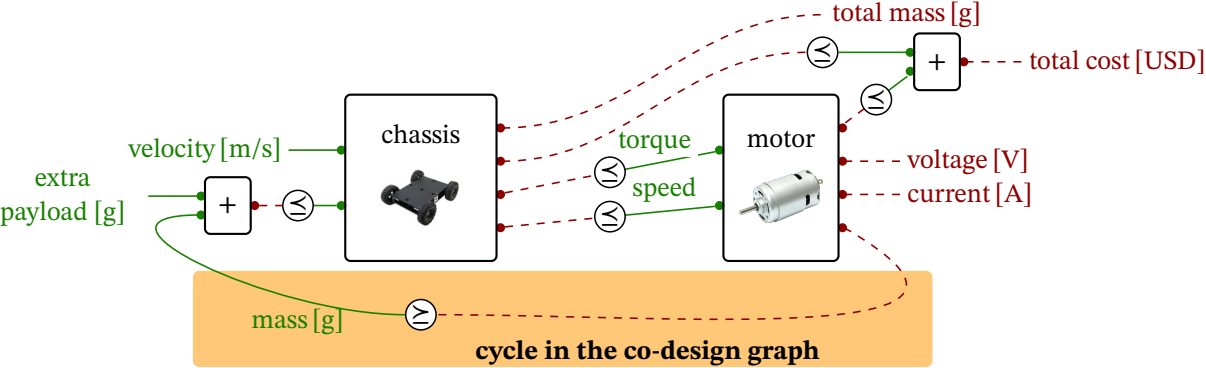 total mass [g]
⪯
+
total cost [USD]
⪯
chassis
motor
torque
velocity [m/s]
voltage [V]
⪯
extra
payload [g]
speed
current [A]
+
⪯
⪯
mass [g]
⪰
cycle in the co-design graph